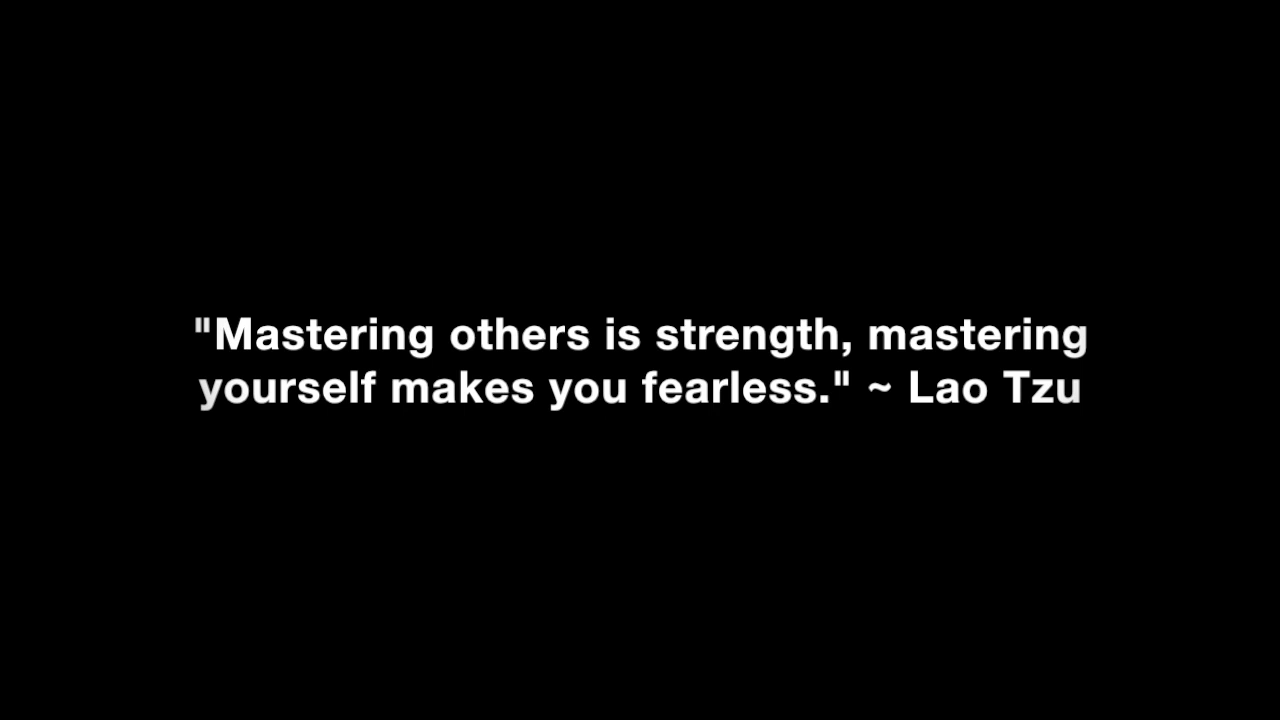 "Mastering others is strength, mastering
yourself makes you fearless." ~ Lao Tzu